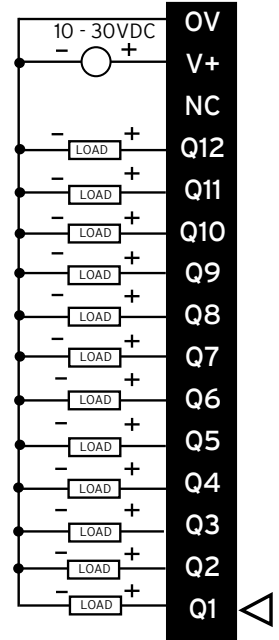 0V
10 - 30VDC
- + V+
NC
- LOAD + Q12
- LOAD + Q11
- LOAD + Q10
- LOAD + Q9
- LOAD + Q8
- LOAD + Q7
- LOAD + Q6
- LOAD + Q5
- LOAD + Q4
- LOAD + Q3
- LOAD + Q2
- LOAD + Q1